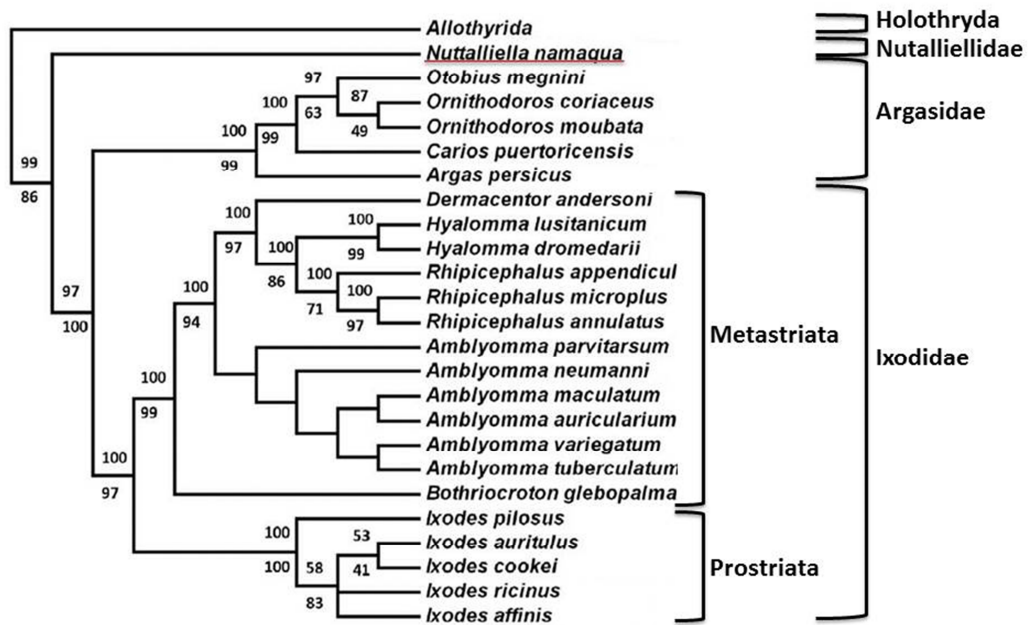 Allothyrida
Holothryda
Nuttalliella namaqua
Nutalliellidae
Otobius megnini
Ornithodoros coriaceus
Ornithodoros moubata
Carios puertoricensis
Argas persicus
Argasidae
Dermacentor andersoni
Hyalomma lusitanicum
Hyalomma dromedarii
Rhipicephalus appendicul
Rhipicephalus microplus
Rhipicephalus annulatus
Amblyomma parvitarsum
Amblyomma neumanni
Amblyomma maculatum
Amblyomma auricularium
Amblyomma variegatum
Amblyomma tuberculatum
Bothriocroton glebopalma
Metastriata
Ixodes pilosus
Ixodes auritulus
Ixodes cookei
Ixodes ricinus
Ixodes affinis
Prostriata
Ixodidae
99
86
97
100
100
99
100
99
97
63
87
49
100
97
100
99
100
94
100
97
100
86
100
99
100
71
100
97
100
100
58
83
53
41